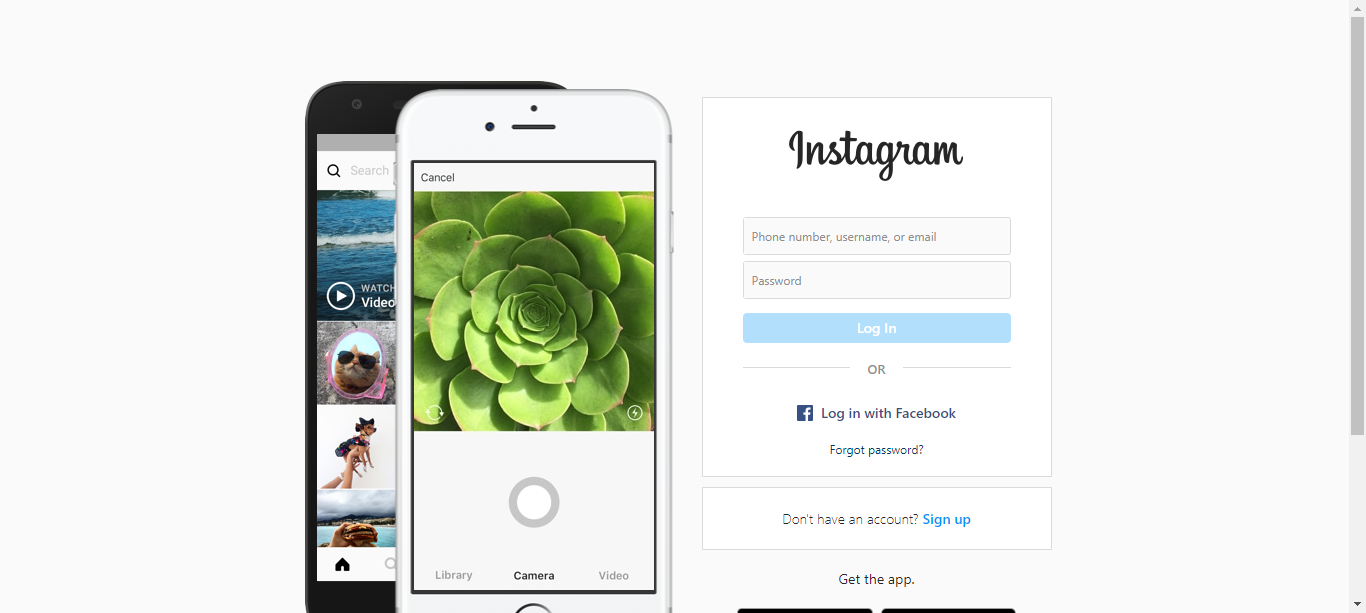 Search
WATCH
Video
Cancel
Library Camera Video
Instagram
Phone number, username, or email
Password
Log In
OR
Log in with Facebook
Forgot password?
Don't have an account? Sign up
Get the app.